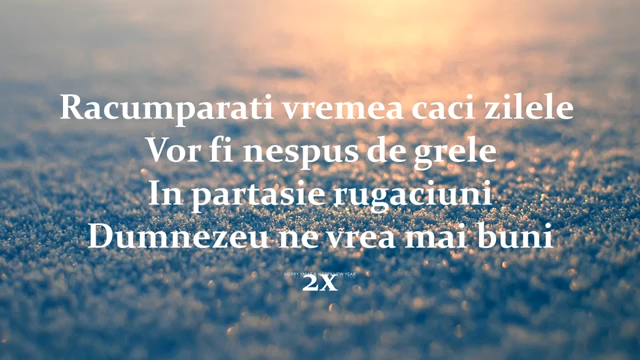 Racumparati vremea caci zilele
Vor fi nespus de grele
In partasie rugaciuni
Dumnezeu ne vrea mai buni
2x